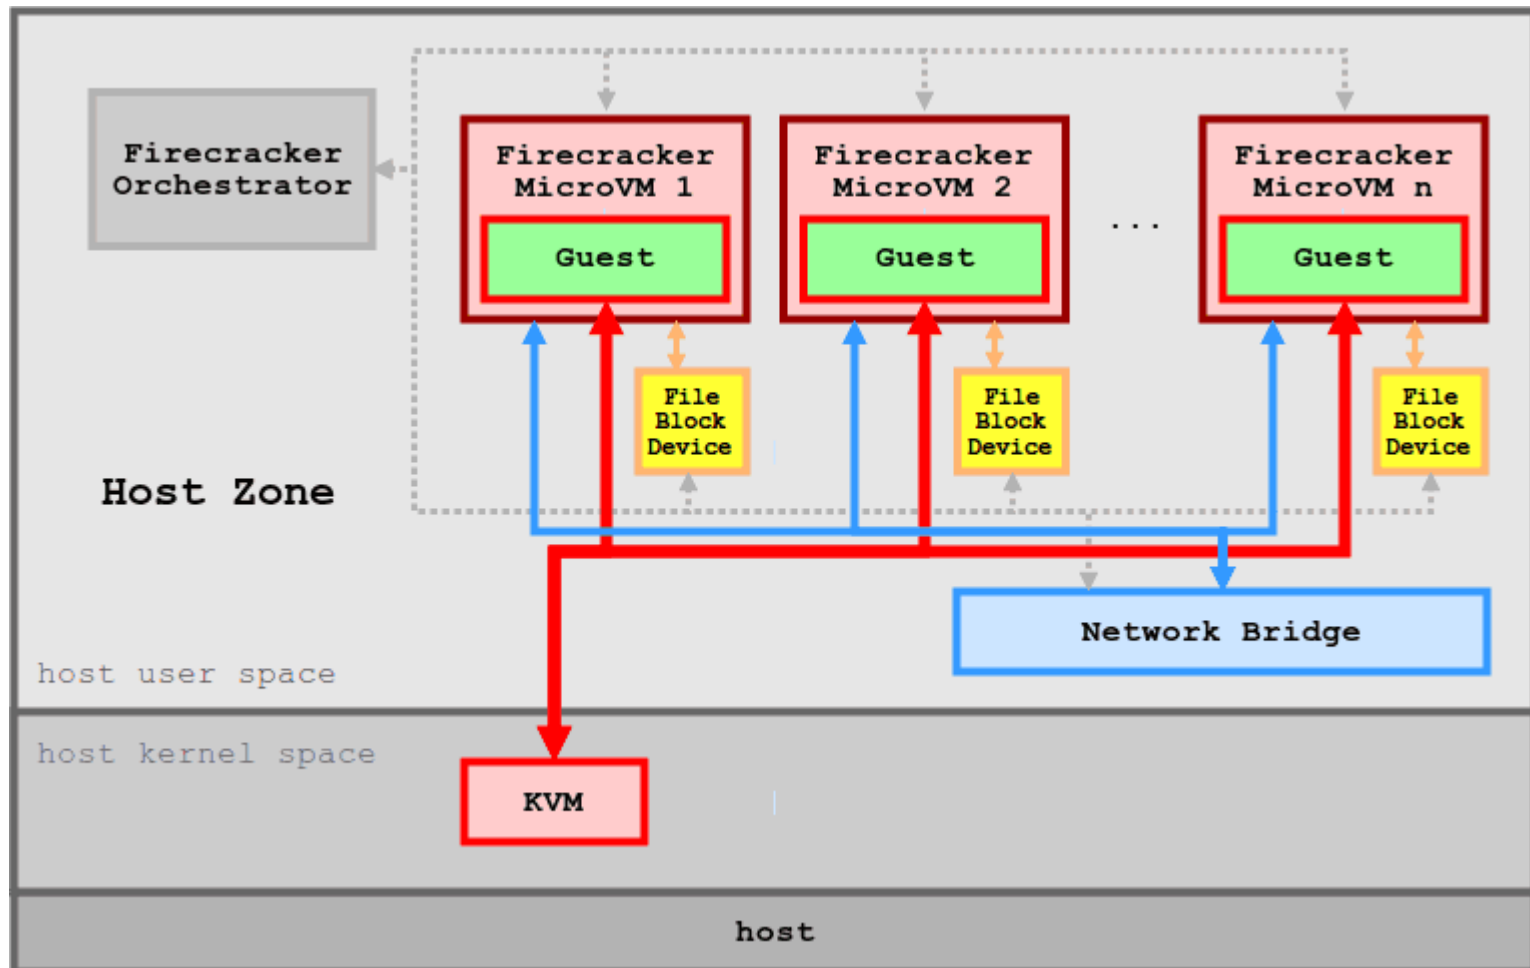 Firecracker
Orchestrator
Firecracker
MicroVM 1
Guest
Firecracker
MicroVM 2
Guest
...
Firecracker
MicroVM n
Guest
File
Block
Device
File
Block
Device
File
Block
Device
Host Zone
Network Bridge
host user space
host kernel space
KVM
host